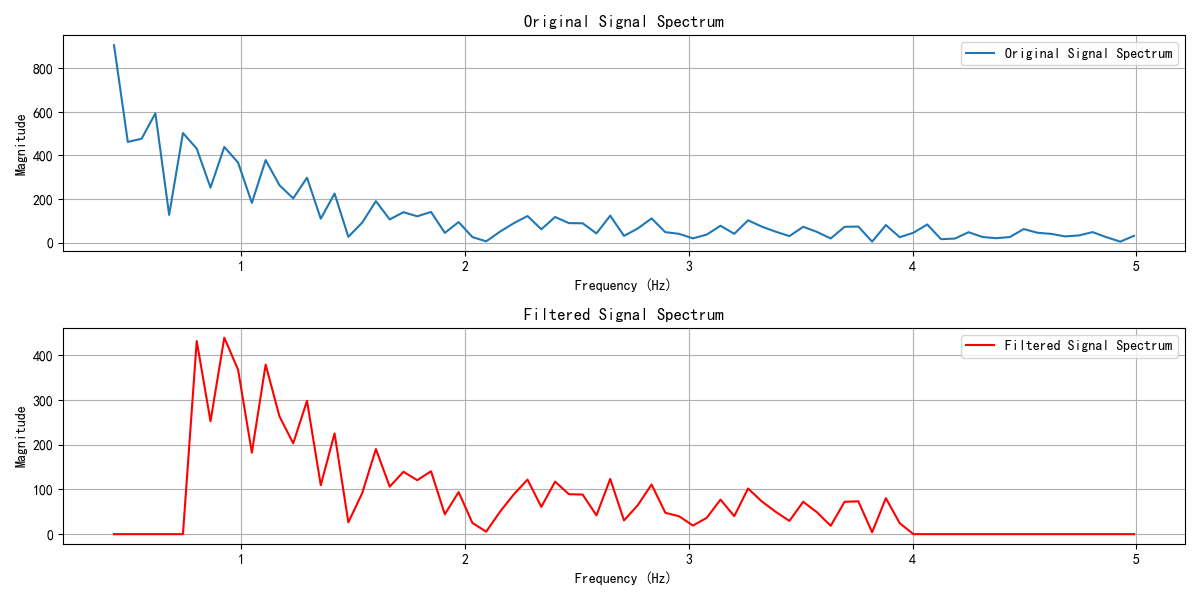 Original Signal Spectrum
Original Signal Spectrum
800
600
400
200
0
Magnitude
1
2
3
4
5
Frequency (Hz)
Filtered Signal Spectrum
Filtered Signal Spectrum
400
300
200
100
0
Magnitude
1
2
3
4
5
Frequency (Hz)